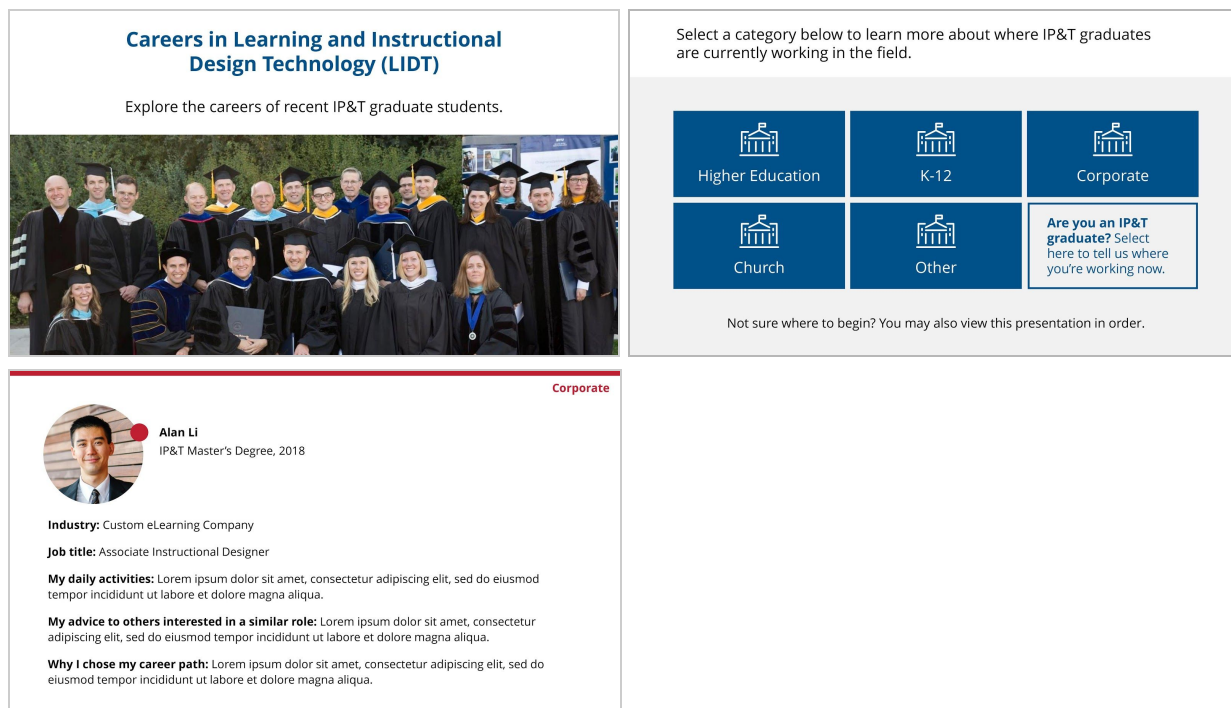 Careers in Learning and Instructional
Design Technology (LIDT)
Explore the careers of recent IP&T graduate students.
Select a category below to learn more about where IP&T graduates
are currently working in the field.
Higher Education
K-12
Corporate
Church
Other
Are you an IP&T
graduate? Select
here to tell us where
you're working now.
Not sure where to begin? You may also view this presentation in order.
Corporate
Alan Li
IP&T Master's Degree, 2018
Industry: Custom eLearning Company
Job title: Associate Instructional Designer
My daily activities: Lorem ipsum dolor sit amet, consectetur adipiscing elit, sed do eiusmod
tempor incididunt ut labore et dolore magna aliqua.
My advice to others interested in a similar role: Lorem ipsum dolor sit amet, consectetur
adipiscing elit, sed do eiusmod tempor incididunt ut labore et dolore magna aliqua.
Why I chose my career path: Lorem ipsum dolor sit amet, consectetur adipiscing elit, sed do
eiusmod tempor incididunt ut labore et dolore magna aliqua.